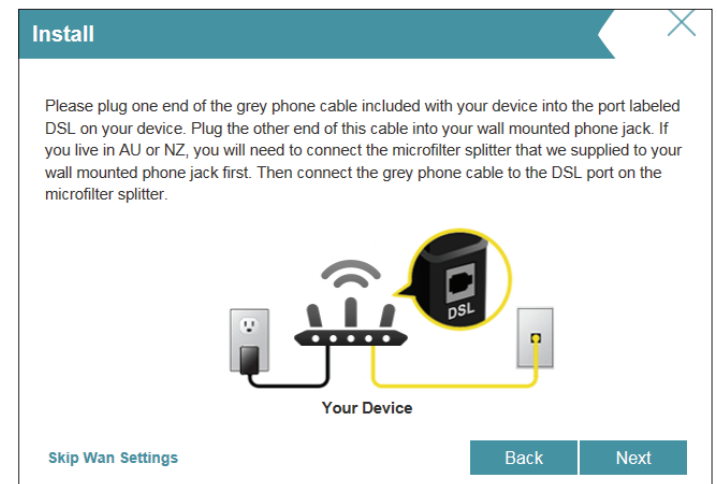 Install
Please plug one end of the grey phone cable included with your device into the port labeled
DSL on your device. Plug the other end of this cable into your wall mounted phone jack. If
you live in AU or NZ, you will need to connect the microfilter splitter that we supplied to your
wall mounted phone jack first. Then connect the grey phone cable to the DSL port on the
microfilter splitter.
DSL
Your Device
Skip Wan Settings
Back
Next